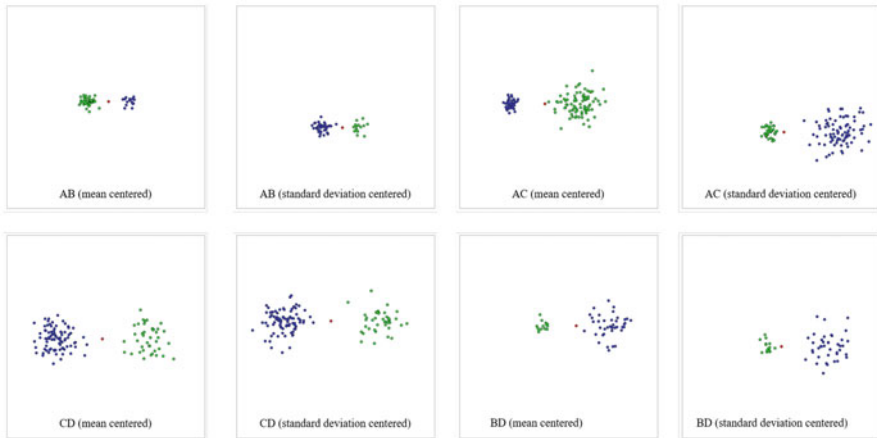 AB (mean centered)
AB (standard deviation centered)
AC (mean centered)
AC (standard deviation centered)
CD (mean centered)
CD (standard deviation centered)
BD (mean centered)
BD (standard deviation centered)